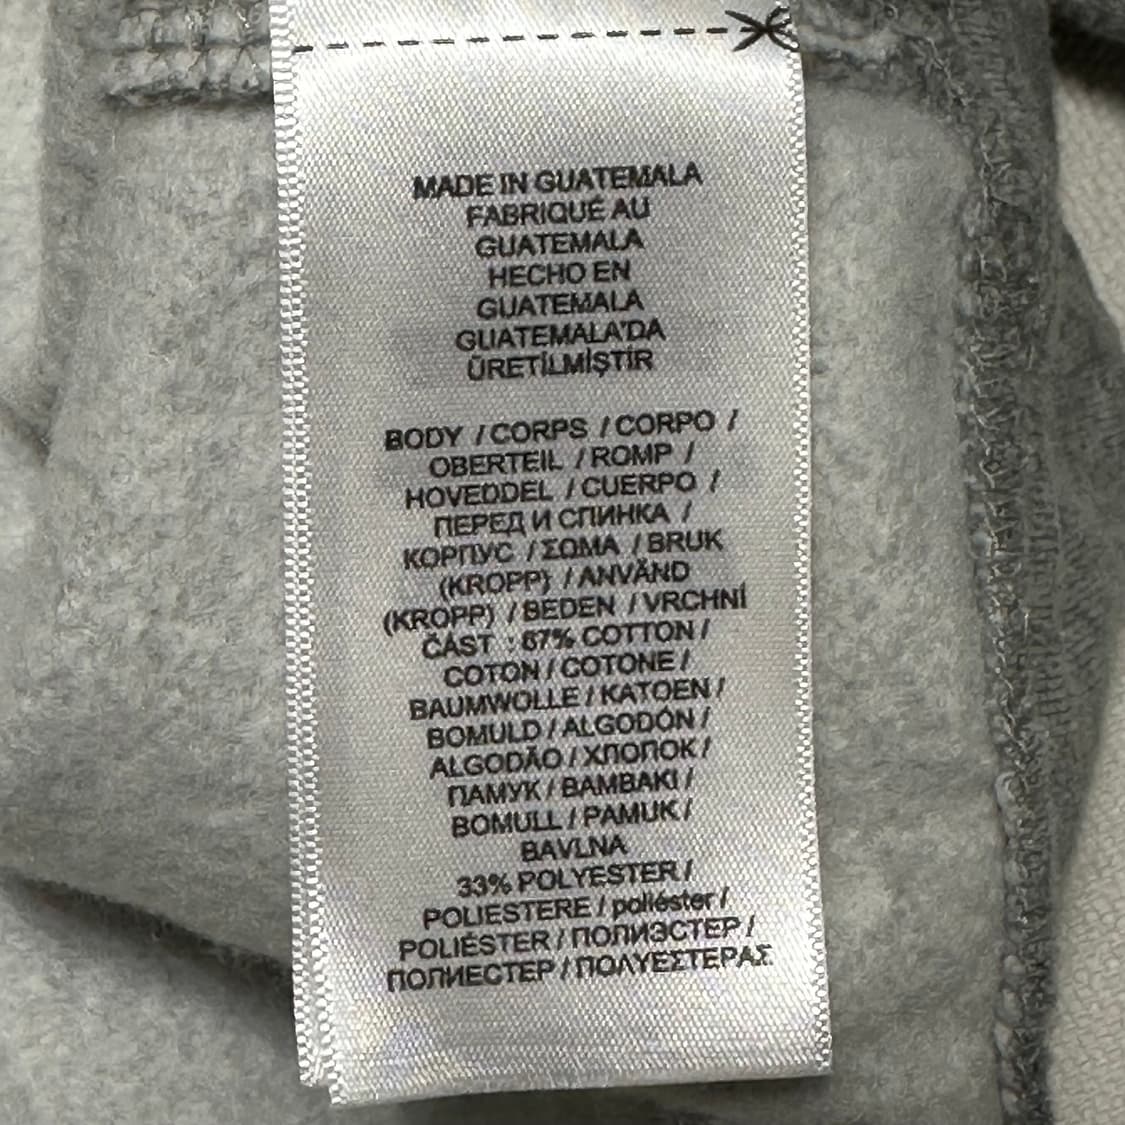 MADE IN GUATEMALA
FABRIQUÉ AU
GUATEMALA
HECHO EN
GUATEMALA
GUATEMALA'DA
ÜRETİLMİŞTİR
BODY / CORPS / CORPO /
OBERTEIL / ROMP /
HOVEDDEL / CUERPO /
ПЕРЕД И СПИНКА /
КОРПУС / ΣΩΜΑ / BRUK
(KROPP) / ANVÄND
(KROPP) / BEDEN / VRCHNÍ
ČÁST : 67% COTTON /
COTON / COTONE /
BAUMWOLLE / KATOEN /
BOMULD / ALGODÓN /
ALGODÃO / ХЛОПОК /
ПАМУК / BAMBAKI /
BOMULL / PAMUK /
BAVLNA
33% POLYESTER /
POLIESTERE / poliéster /
POLIÉSTER / ПОЛИЭСТЕР /
ПОЛИЕСТЕР / ΠΟΛΥΕΣΤΕΡΑΣ